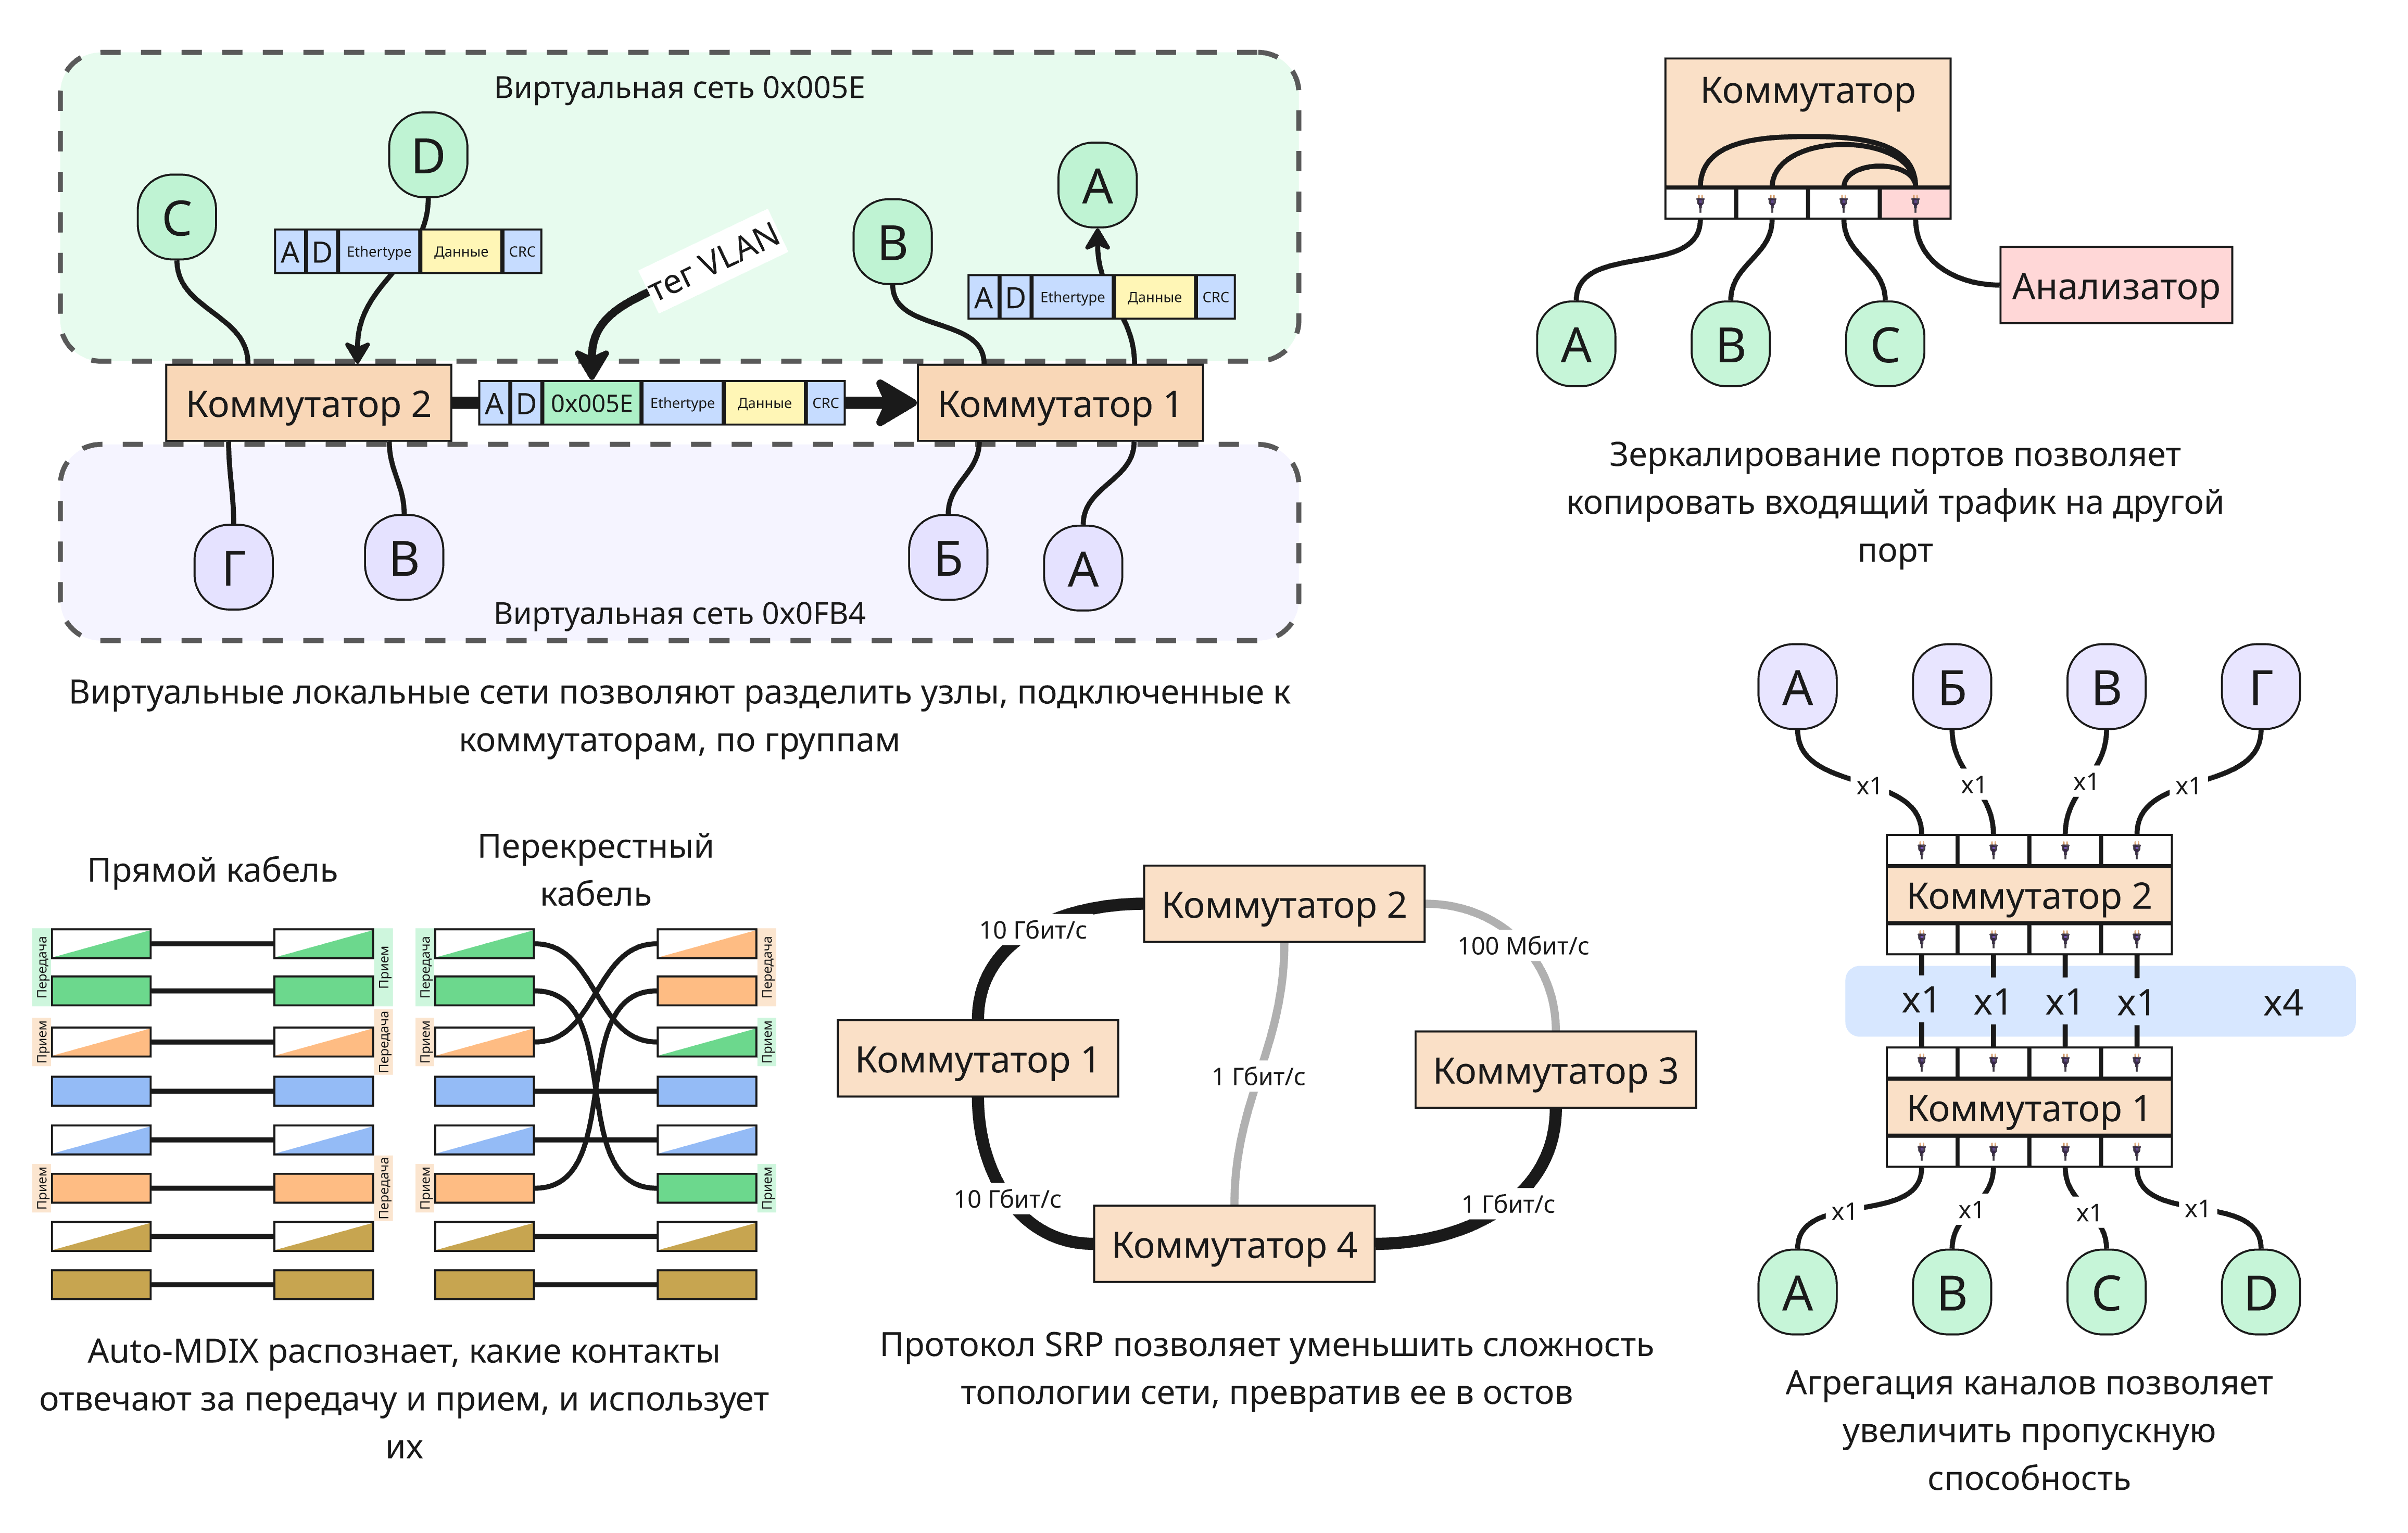 Виртуальная сеть 0x005E
C
D
A D Ethertype Данные CRC
тег VLAN
B
A
A D Ethertype Данные CRC
Коммутатор 2
A D 0x005E Ethertype Данные CRC
Коммутатор 1
Г
В
Б
А
Виртуальная сеть 0x0FB4
Виртуальные локальные сети позволяют разделить узлы, подключенные к
коммутаторам, по группам
Коммутатор
Анализатор
A
B
C
Зеркалирование портов позволяет
копировать входящий трафик на другой
порт
Прямой кабель
Передача
Прием
Прием
Передача
Прием
Передача
Перекрестный
кабель
Передача
Передача
Прием
Прием
Прием
Прием
Auto-MDIX распознает, какие контакты
отвечают за передачу и прием, и использует
их
Коммутатор 2
10 Гбит/с
100 Мбит/с
Коммутатор 1
1 Гбит/с
Коммутатор 3
10 Гбит/с
1 Гбит/с
Коммутатор 4
Протокол SRP позволяет уменьшить сложность
топологии сети, превратив ее в остов
А
Б
В
Г
x1
x1
x1
x1
Коммутатор 2
x1
x1
x1
x1
x4
Коммутатор 1
x1
x1
x1
x1
A
B
C
D
Агрегация каналов позволяет
увеличить пропускную
способность